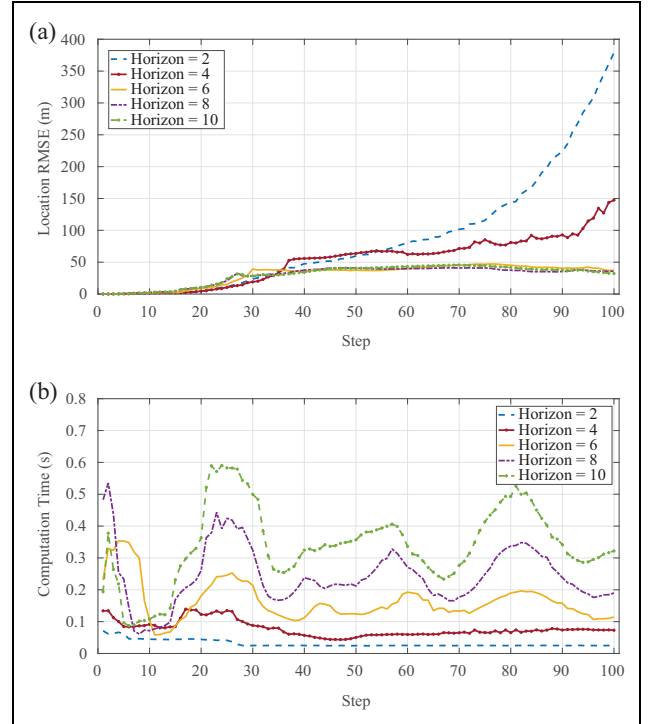 (a)
400
350
300
250
200
150
100
50
0
Location RMSE (m)
Horizon = 2
Horizon = 4
Horizon = 6
Horizon = 8
Horizon = 10
0 10 20 30 40 50 60 70 80 90 100
Step
(b)
0.8
0.7
0.6
0.5
0.4
0.3
0.2
0.1
0
Computation Time (s)
Horizon = 2
Horizon = 4
Horizon = 6
Horizon = 8
Horizon = 10
0 10 20 30 40 50 60 70 80 90 100
Step